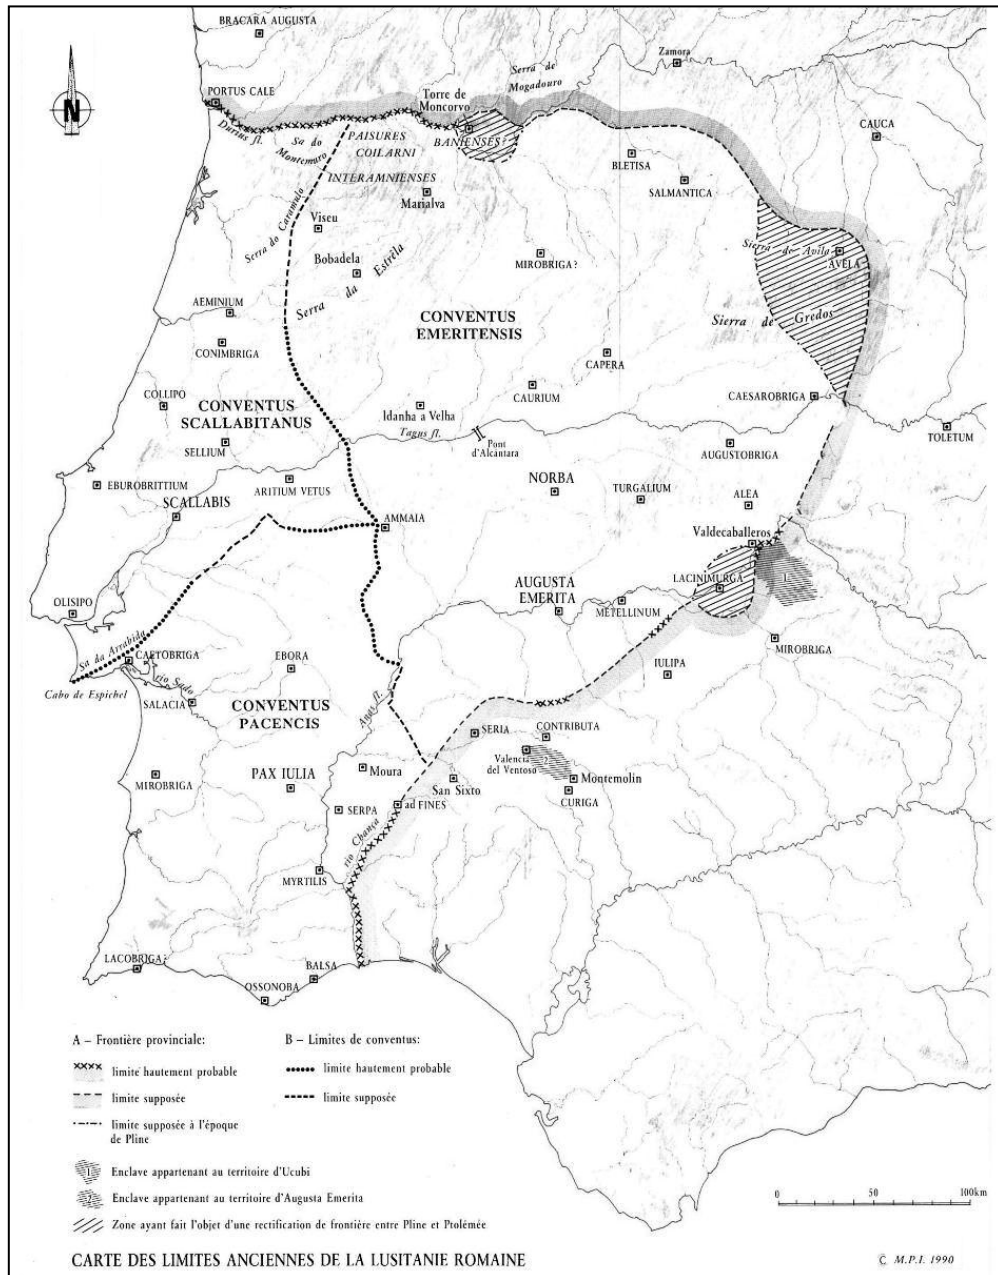 BRACARA AUGUSTA
Zamora
Serra de
Mogadouro
N
PORTUS CALE
Torre de
Moncorvo
Durius fl.
Sa do
Montemuro
PAISURES
COILARNI
BANIENSES?
CAUCA
BLETISA
INTERAMNIENSES
SALMANTICA
Marialva
Serra do Caramulo
Viseu
Sierra de Avila
AVELA
Bobadela
MIROBRIGA ?
Serra da Estrêla
AEMINIUM
CONVENTUS
EMERITENSIS
Sierra de Gredos
CONIMBRIGA
CAPERA
CAURIUM
CAESAROBRIGA
COLLIPO
CONVENTUS
SCALLABITANUS
Idanha a Velha
Tagus fl.
Pont
d'Alcantara
TOLETUM
SELLIUM
AUGUSTOBRIGA
EBUROBRITTIUM
ARITIUM VETUS
NORBA
TURGALIUM
ALEA
SCALLABIS
AMMAIA
Valdecaballeros
1
LACINIMURGA
AUGUSTA
EMERITA
METELLINUM
OLISIPO
MIROBRIGA
Sa da Arrabida
CAETOBRIGA
EBORA
IULIPA
Cabo de Espichel
rio Sado
SALACIA
CONVENTUS
PACENCIS
Anas fl.
SERIA
CONTRIBUTA
Valencia
del Ventoso
2
Moura
MIROBRIGA
PAX IULIA
San Sixto
Montemolin
CURIGA
SERPA
ad FINES
rio Chança
MYRTILIS
LACOBRIGA
BALSA
OSSONOBA
A – Frontière provinciale:
limite hautement probable
limite supposée
limite supposée à l'époque
de Pline
B – Limites de conventus:
limite hautement probable
limite supposée
1 Enclave appartenant au territoire d'Ucubi
2 Enclave appartenant au territoire d'Augusta Emerita
Zone ayant fait l'objet d'une rectification de frontière entre Pline et Ptolémée
0 50 100km
CARTE DES LIMITES ANCIENNES DE LA LUSITANIE ROMAINE
© M.P.I. 1990